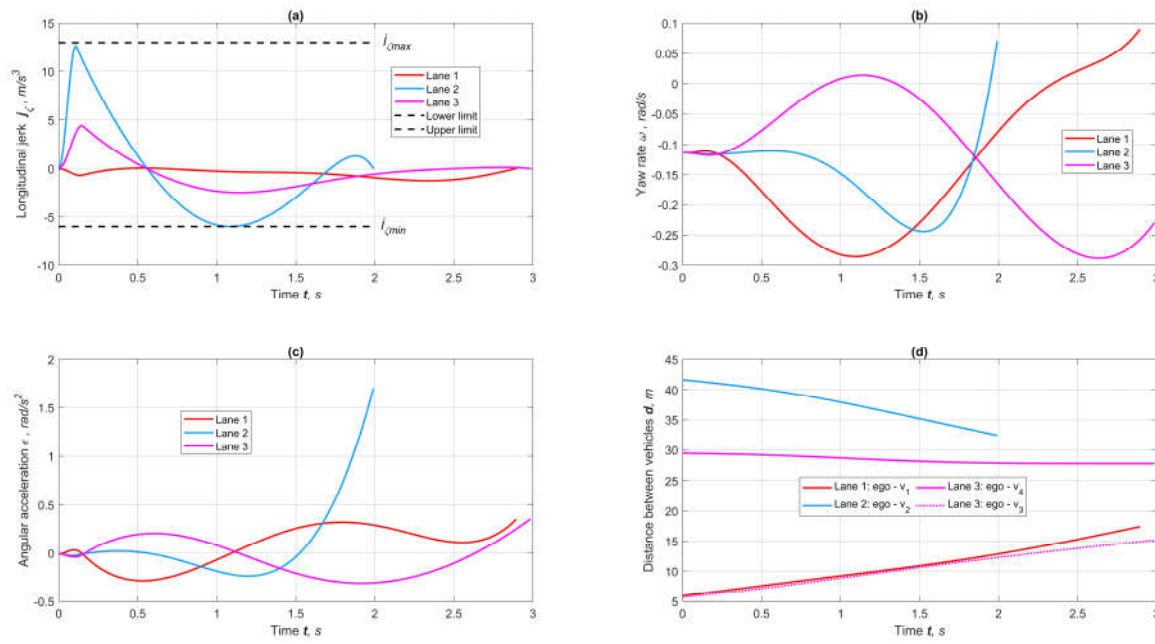 (a)
Longitudinal jerk j_ζ , m/s^3
15
10
5
0
-5
-10
j_ζmax
Lane 1
Lane 2
Lane 3
Lower limit
Upper limit
j_ζmin
0 0.5 1 1.5 2 2.5 3
Time t, s
(b)
Yaw rate ω , rad/s
0.1
0.05
0
-0.05
-0.1
-0.15
-0.2
-0.25
-0.3
Lane 1
Lane 2
Lane 3
0 0.5 1 1.5 2 2.5 3
Time t, s
(c)
Angular acceleration ϵ , rad/s^2
2
1.5
1
0.5
0
-0.5
Lane 1
Lane 2
Lane 3
0 0.5 1 1.5 2 2.5 3
Time t, s
(d)
Distance between vehicles d, m
45
40
35
30
25
20
15
10
5
Lane 1: ego - v_1 Lane 3: ego - v_4
Lane 2: ego - v_2 Lane 3: ego - v_3
0 0.5 1 1.5 2 2.5 3
Time t, s